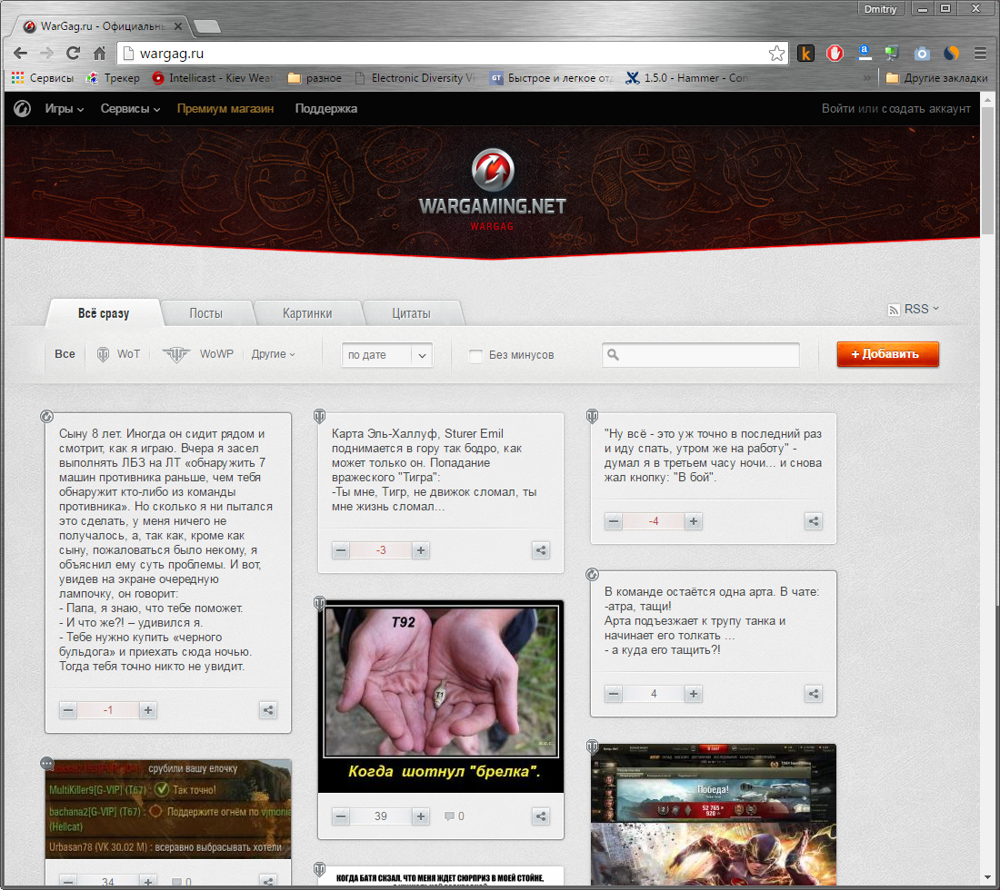 Dmitriy
WarGag.ru - Официальнь
wargag.ru
Сервисы
Трекер
Intellicast - Kiev Weat
разное
Electronic Diversity Vi
GT Быстрое и легкое от
1.5.0 - Hammer - Con
Другие закладки
Игры
Сервисы
Премиум магазин
Поддержка
Войти или создать аккаунт
WARGAMING.NET
WARGAG
Всё сразу
Посты
Картинки
Цитаты
RSS
Все
WoT
WoWP
Другие
по дате
Без минусов
+ Добавить
Сыну 8 лет. Иногда он сидит рядом и
смотрит, как я играю. Вчера я засел
выполнять ЛБЗ на ЛТ «обнаружить 7
машин противника раньше, чем тебя
обнаружит кто-либо из команды
противника». Но сколько я ни пытался
это сделать, у меня ничего не
получалось, а, так как, кроме как
сыну, пожаловаться было некому, я
объяснил ему суть проблемы. И вот,
увидев на экране очередную
лампочку, он говорит:
- Папа, я знаю, что тебе поможет.
- И что же?! – удивился я.
- Тебе нужно купить «черного
бульдога» и приехать сюда ночью.
Тогда тебя точно никто не увидит.
-1
срубили вашу елочку
MultiKiller9[G-VIP] (T67) : Так точно!
bachana2[G-VIP] (T67) : Поддержите огнём по vjmonia
(Hellcat)
Urbasan78 (VK 30.02 M) : всеравно выбрасывать хотели
34
0
Карта Эль-Халлуф, Sturer Emil
поднимается в гору так бодро, как
может только он. Попадание
вражеского "Тигра":
-Ты мне, Тигр, не движок сломал, ты
мне жизнь сломал...
-3
T92
T1
Когда шотнул "брелка".
39
0
КОГДА БАТЯ СКЗАЛ, ЧТО МЕНЯ ЖДЕТ СЮРПРИЗ В МОЕЙ СТОЙНЕ,
"Ну всё - это уж точно в последний раз
и иду спать, утром же на работу" -
думал я в третьем часу ночи... и снова
жал кнопку: "В бой".
-4
В команде остаётся одна арта. В чате:
-атра, тащи!
Арта подъезжает к трупу танка и
начинает его толкать ...
- а куда его тащить?!
4
Победа!
52 765
920